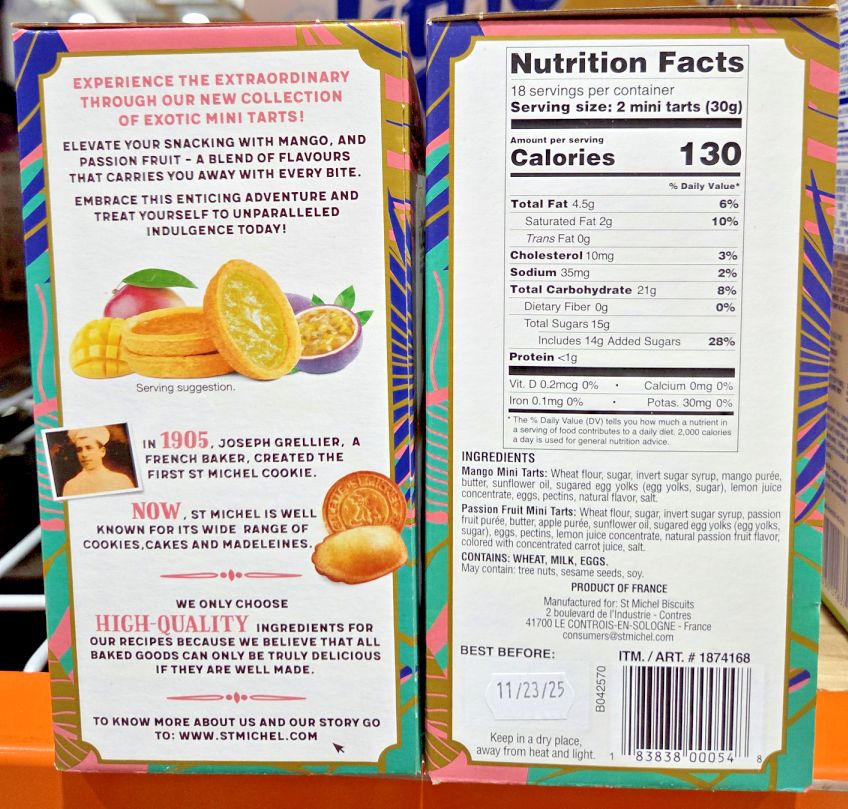 EXPERIENCE THE EXTRAORDINARY
THROUGH OUR NEW COLLECTION
OF EXOTIC MINI TARTS!
ELEVATE YOUR SNACKING WITH MANGO, AND
PASSION FRUIT - A BLEND OF FLAVOURS
THAT CARRIES YOU AWAY WITH EVERY BITE.
EMBRACE THIS ENTICING ADVENTURE AND
TREAT YOURSELF TO UNPARALLELED
INDULGENCE TODAY!
Serving suggestion.
IN 1905, JOSEPH GRELLIER, A
FRENCH BAKER, CREATED THE
FIRST ST MICHEL COOKIE.
NOW, ST MICHEL IS WELL
KNOWN FOR ITS WIDE RANGE OF
COOKIES, CAKES AND MADELEINES.
WE ONLY CHOOSE
HIGH-QUALITY INGREDIENTS FOR
OUR RECIPES BECAUSE WE BELIEVE THAT ALL
BAKED GOODS CAN ONLY BE TRULY DELICIOUS
IF THEY ARE WELL MADE.
TO KNOW MORE ABOUT US AND OUR STORY GO
TO: WWW.STMICHEL.COM
Nutrition Facts
18 servings per container
Serving size: 2 mini tarts (30g)
Amount per serving
Calories 130
% Daily Value*
Total Fat 4.5g 6%
Saturated Fat 2g 10%
Trans Fat 0g
Cholesterol 10mg 3%
Sodium 35mg 2%
Total Carbohydrate 21g 8%
Dietary Fiber 0g 0%
Total Sugars 15g
Includes 14g Added Sugars 28%
Protein <1g
Vit. D 0.2mcg 0% • Calcium 0mg 0%
Iron 0.1mg 0% • Potas. 30mg 0%
* The % Daily Value (DV) tells you how much a nutrient in
a serving of food contributes to a daily diet. 2,000 calories
a day is used for general nutrition advice.
INGREDIENTS
Mango Mini Tarts: Wheat flour, sugar, invert sugar syrup, mango purée,
butter, sunflower oil, sugared egg yolks (egg yolks, sugar), lemon juice
concentrate, eggs, pectins, natural flavor, salt.
Passion Fruit Mini Tarts: Wheat flour, sugar, invert sugar syrup, passion
fruit purée, butter, apple purée, sunflower oil, sugared egg yolks (egg yolks,
sugar), eggs, pectins, lemon juice concentrate, natural passion fruit flavor,
colored with concentrated carrot juice, salt.
CONTAINS: WHEAT, MILK, EGGS.
May contain: tree nuts, sesame seeds, soy.
PRODUCT OF FRANCE
Manufactured for: St Michel Biscuits
2 boulevard de l'Industrie - Contres
41700 LE CONTROIS-EN-SOLOGNE - France
consumers@stmichel.com
BEST BEFORE:
11/23/25
B042570
Keep in a dry place,
away from heat and light.
ITM. / ART. # 1874168
1 83838 00054 8